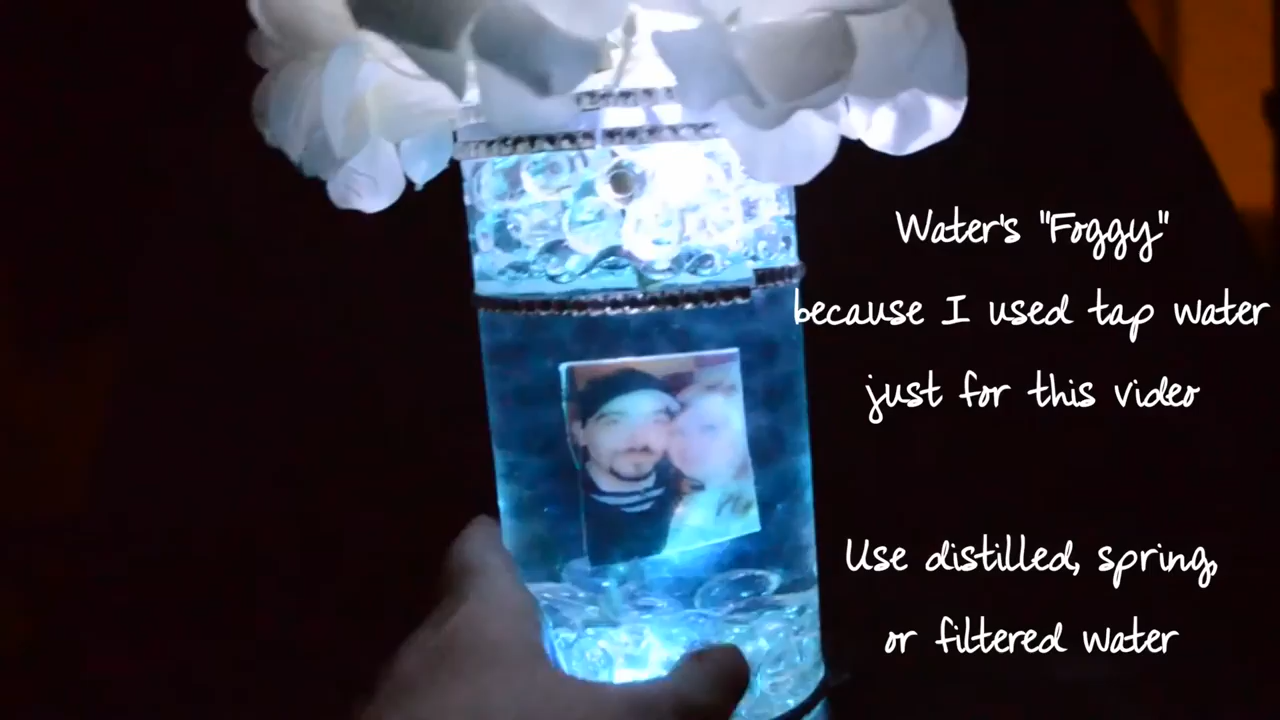 Water's "Foggy"
because I used tap water
just for this video
Use distilled, spring,
or filtered water